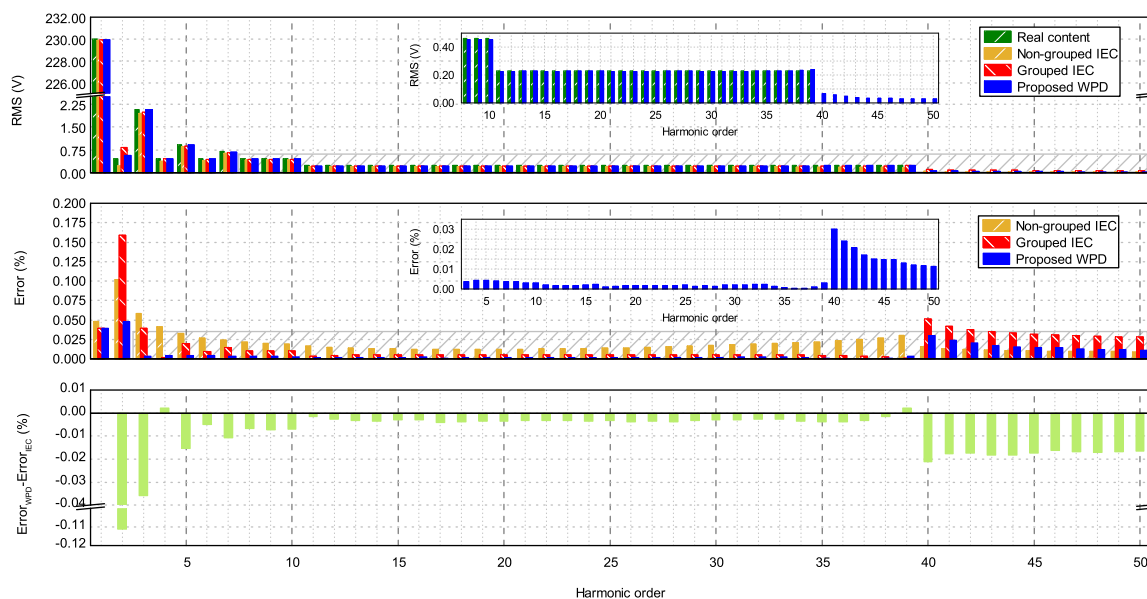 232.00
230.00
228.00
226.00
224.00
2.25
1.50
0.75
0.00
RMS (V)
0.40
0.20
0.00
RMS (V)
10 15 20 25 30 35 40 45 50
Harmonic order
Real content
Non-grouped IEC
Grouped IEC
Proposed WPD
0.200
0.175
0.150
0.125
0.100
0.075
0.050
0.025
0.000
Error (%)
0.03
0.02
0.01
0.00
Error (%)
5 10 15 20 25 30 35 40 45 50
Harmonic order
Non-grouped IEC
Grouped IEC
Proposed WPD
0.01
0.00
-0.01
-0.02
-0.03
-0.04
-0.11
-0.12
Error WPD-Error IEC (%)
5 10 15 20 25 30 35 40 45 50
Harmonic order